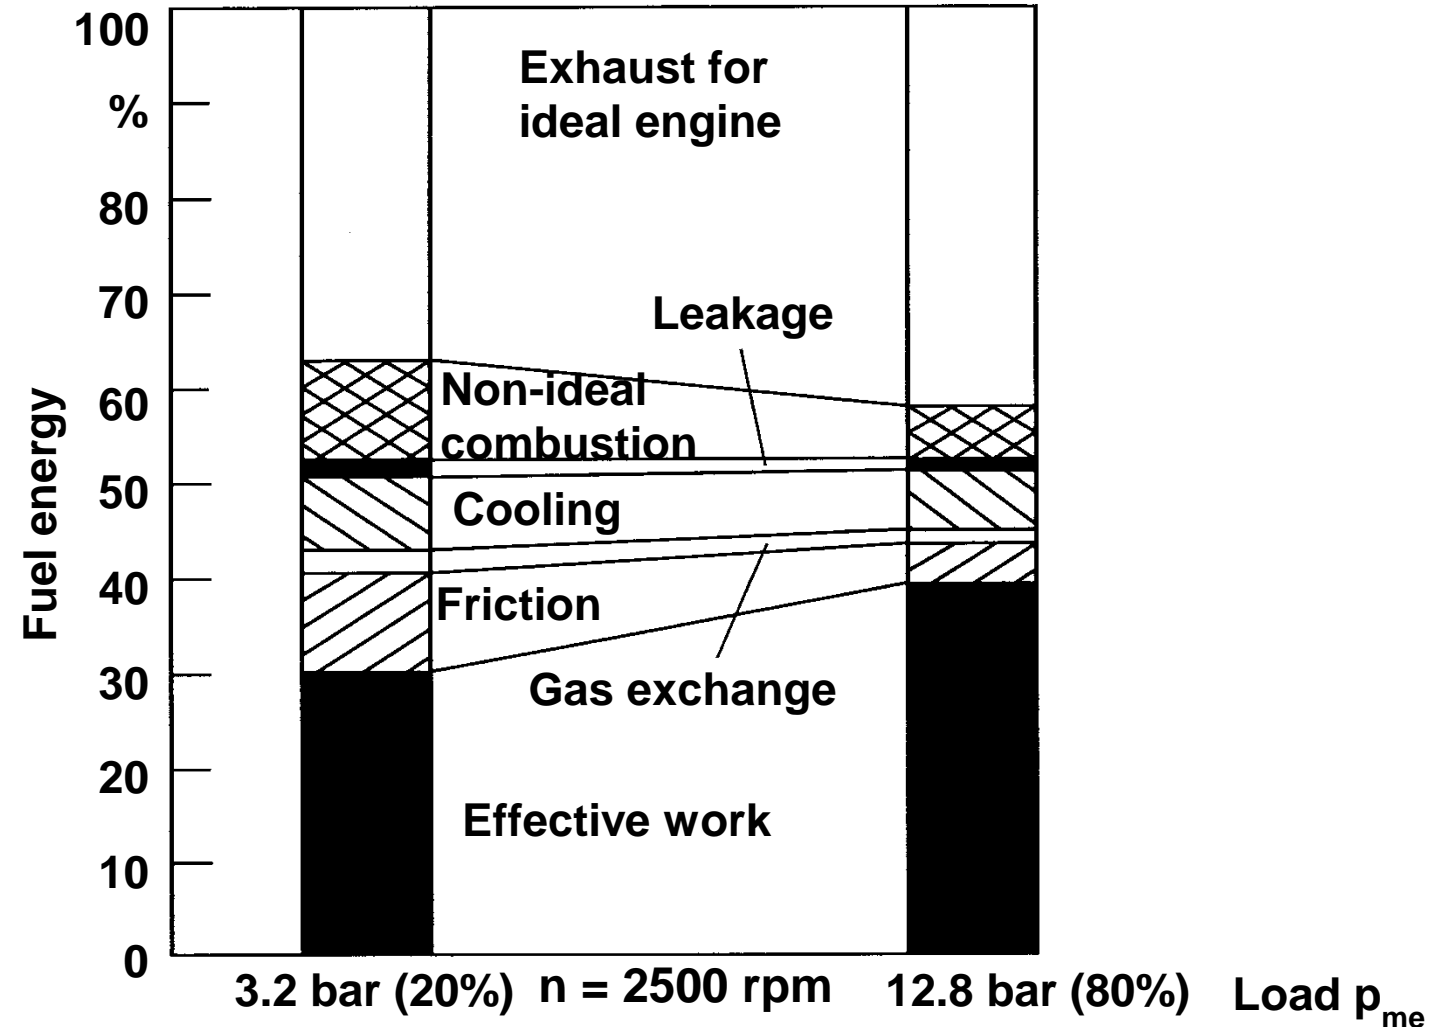 100
%
80
70
60
50
40
30
20
10
0
Fuel energy
Exhaust for
ideal engine
Leakage
Non-ideal
combustion
Cooling
Friction
Gas exchange
Effective work
3.2 bar (20%) n = 2500 rpm 12.8 bar (80%) Load pme